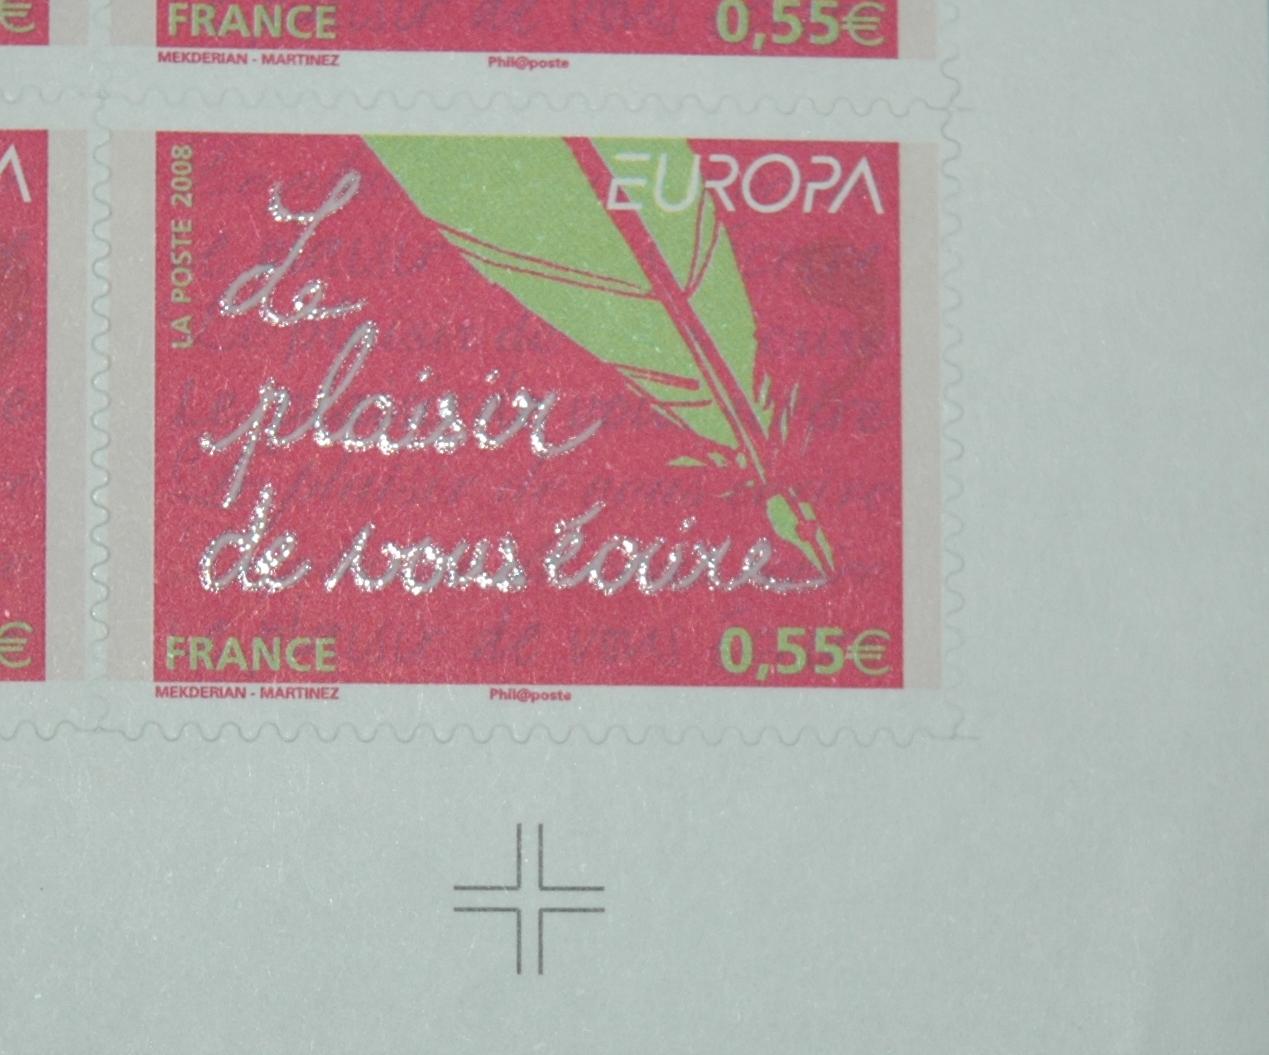 €
FRANCE 0,55€
MEKDERIAN - MARTINEZ Phil@poste
LA POSTE 2008
EUROPA
Le
plaisir
de vous écrire
€
FRANCE 0,55€
MEKDERIAN - MARTINEZ Phil@poste